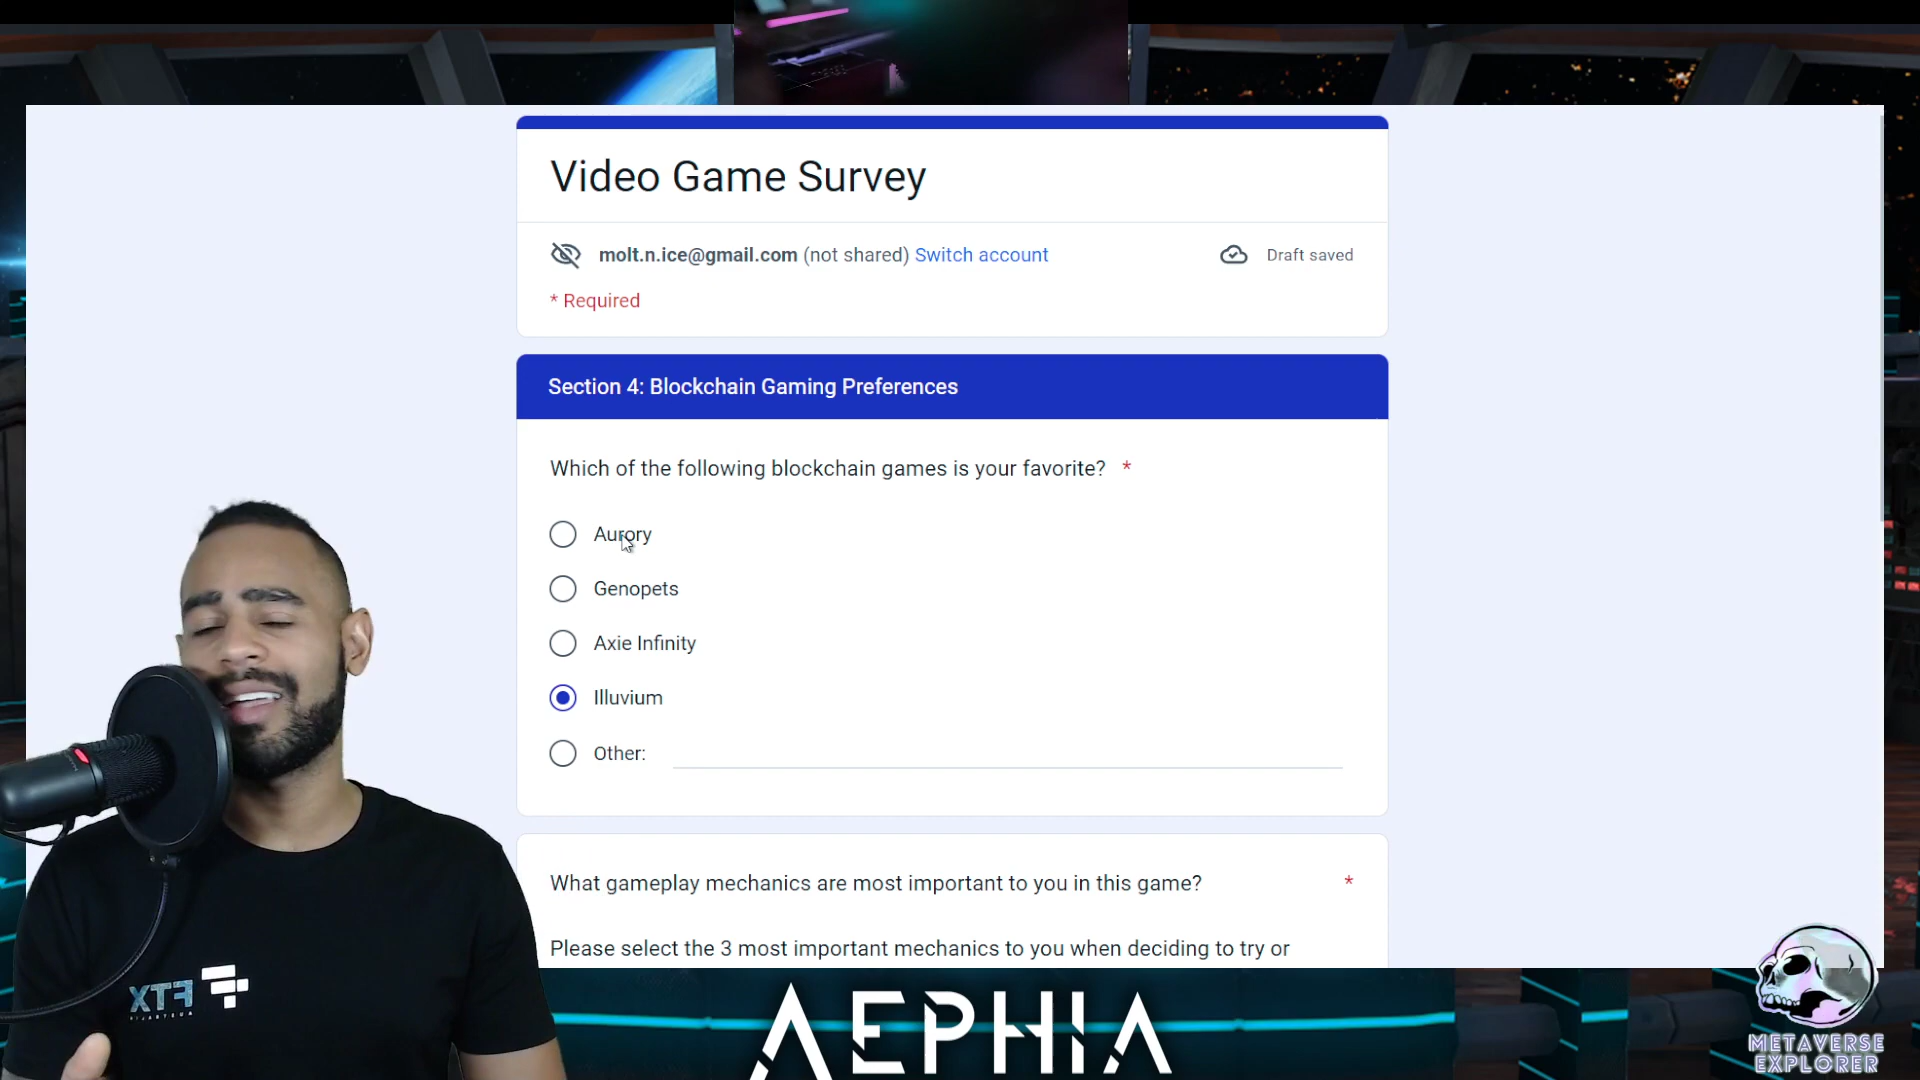 Video Game Survey
molt.n.ice@gmail.com (not shared) Switch account
Draft saved
* Required
Section 4: Blockchain Gaming Preferences
Which of the following blockchain games is your favorite? *
Aurory
Genopets
Axie Infinity
Illuvium
Other:
What gameplay mechanics are most important to you in this game? *
Please select the 3 most important mechanics to you when deciding to try or
FTX
AEPHIA
METAVERSE
EXPLORER